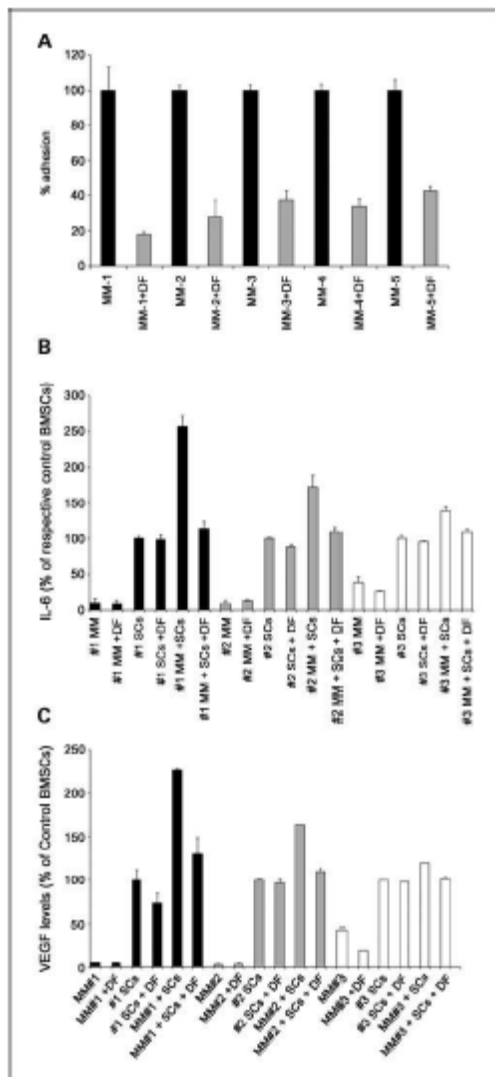 A
120
100
80
60
40
20
0
% adhesion
MM-1
MM-1+DF
MM-2
MM-2+DF
MM-3
MM-3+DF
MM-4
MM-4+DF
MM-5
MM-5+DF
B
300
250
200
150
100
50
0
IL-6 (% of respective control BMSCs)
#1 MM
#1 MM +DF
#1 SCs
#1 SCs +DF
#1 MM +SCs
#1 MM + SCs +DF
#2 MM
#2 MM +DF
#2 SCs
#2 SCs + DF
#2 MM + SCs
#2 MM + SCs + DF
#3 MM
#3 MM +DF
#3 SCs
#3 SCs +DF
#3 MM + SCs
#3 MM + SCs + DF
C
250
200
150
100
50
0
VEGF levels (% of Control BMSCs)
MM#1
MM#1 +DF
#1 SCs
#1 SCs + DF
MM#1 + SCs
MM#1 + SCs + DF
MM#2
MM#2 +DF
#2 SCs
#2 SCs + DF
MM#2 + SCs
MM#2 + SCs + DF
MM#3
MM#3 +DF
#3 SCs
#3 SCs + DF
MM#3 + SCs
MM#3 + SCs + DF